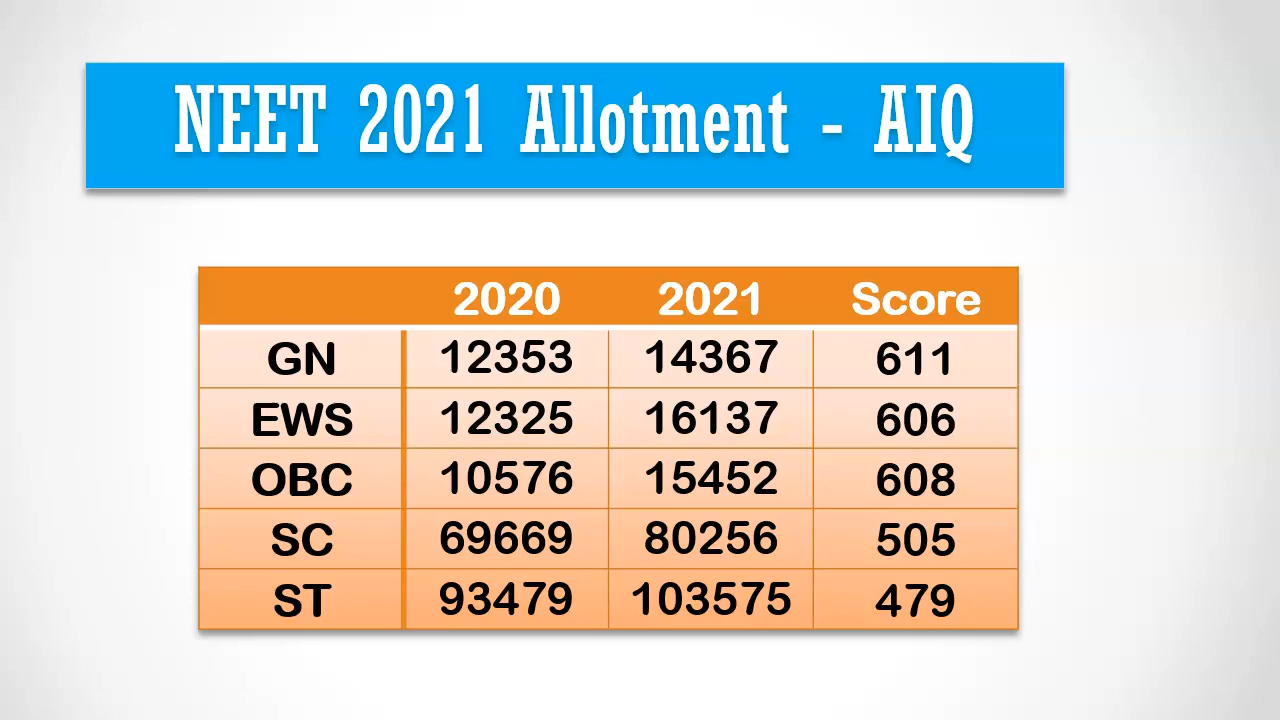 NEET 2021 Allotment - AIQ
2020 2021 Score
GN 12353 14367 611
EWS 12325 16137 606
OBC 10576 15452 608
SC 69669 80256 505
ST 93479 103575 479